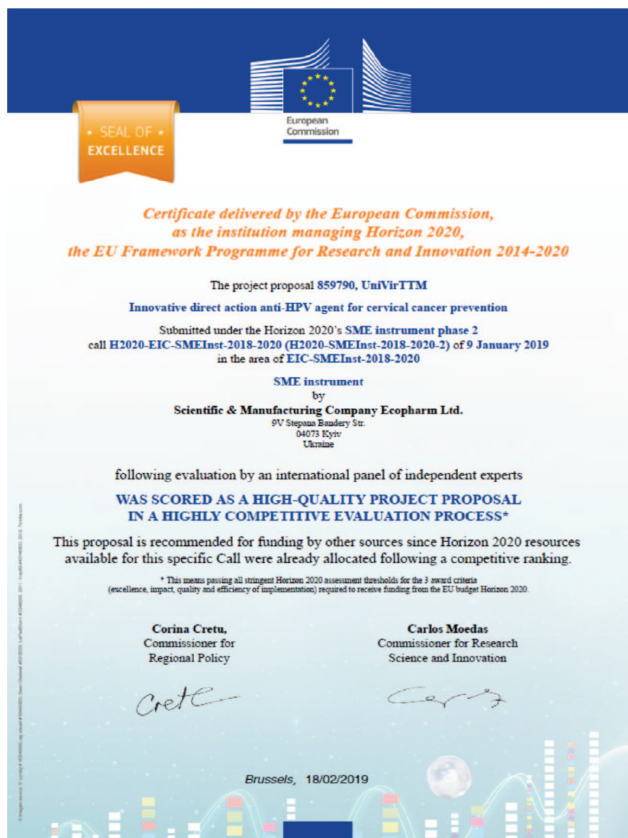 European
Commission
SEAL OF
EXCELLENCE
Certificate delivered by the European Commission,
as the institution managing Horizon 2020,
the EU Framework Programme for Research and Innovation 2014-2020
The project proposal 859790, UniVirTTM
Innovative direct action anti-HPV agent for cervical cancer prevention
Submitted under the Horizon 2020's SME instrument phase 2
call H2020-EIC-SMEInst-2018-2020 (H2020-SMEInst-2018-2020-2) of 9 January 2019
in the area of EIC-SMEInst-2018-2020
SME instrument
by
Scientific & Manufacturing Company Ecopharm Ltd.
9V Stepana Bandery Str.
04073 Kyiv
Ukraine
following evaluation by an international panel of independent experts
WAS SCORED AS A HIGH-QUALITY PROJECT PROPOSAL
IN A HIGHLY COMPETITIVE EVALUATION PROCESS*
This proposal is recommended for funding by other sources since Horizon 2020 resources
available for this specific Call were already allocated following a competitive ranking.
* This means passing all stringent Horizon 2020 assessment thresholds for the 3 award criteria
(excellence, impact, quality and efficiency of implementation) required to receive funding from the EU budget Horizon 2020.
Corina Cretu,
Commissioner for
Regional Policy
Carlos Moedas
Commissioner for Research
Science and Innovation
Brussels, 18/02/2019